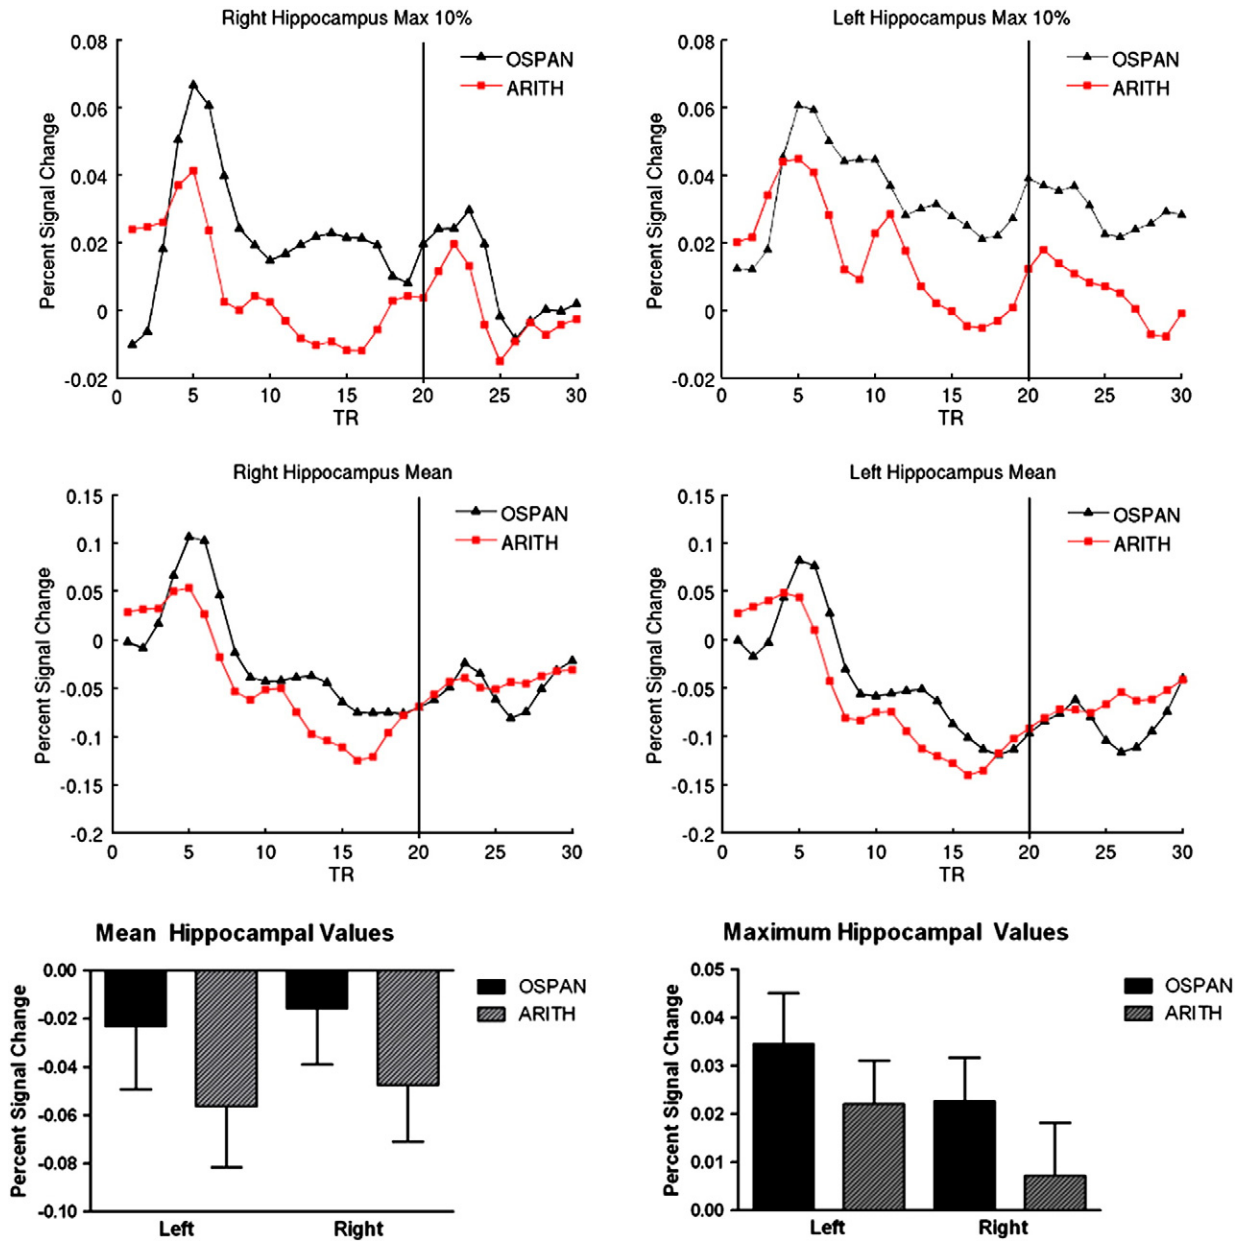 Right Hippocampus Max 10%
Percent Signal Change
0.08
0.06
0.04
0.02
0
-0.02
0 5 10 15 20 25 30
TR
OSPAN
ARITH
Left Hippocampus Max 10%
Percent Signal Change
0.08
0.06
0.04
0.02
0
-0.02
0 5 10 15 20 25 30
TR
OSPAN
ARITH
Right Hippocampus Mean
Percent Signal Change
0.15
0.1
0.05
0
-0.05
-0.1
-0.15
-0.2
0 5 10 15 20 25 30
TR
OSPAN
ARITH
Left Hippocampus Mean
Percent Signal Change
0.15
0.1
0.05
0
-0.05
-0.1
-0.15
-0.2
0 5 10 15 20 25 30
TR
OSPAN
ARITH
Mean Hippocampal Values
Percent Signal Change
0.00
-0.02
-0.04
-0.06
-0.08
-0.10
Left Right
OSPAN
ARITH
Maximum Hippocampal Values
Percent Signal Change
0.05
0.04
0.03
0.02
0.01
0.00
Left Right
OSPAN
ARITH